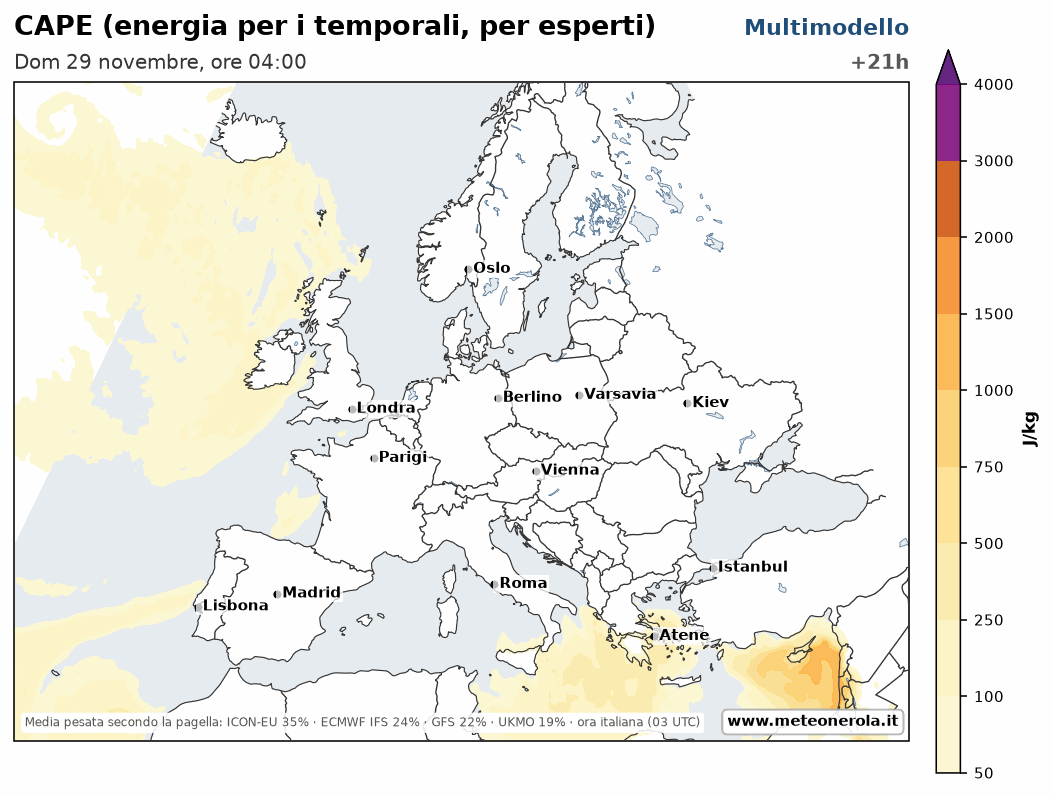 CAPE (energia per i temporali, per esperti)
Multimodello
Dom 29 novembre, ore 04:00
+21h
4000
3000
2000
1500
1000
750
500
250
100
50
J/kg
Oslo
Londra
Berlino
Varsavia
Kiev
Parigi
Vienna
Istanbul
Roma
Madrid
Lisbona
Atene
Media pesata secondo la pagella: ICON-EU 35% · ECMWF IFS 24% · GFS 22% · UKMO 19% · ora italiana (03 UTC)
www.meteonerola.it